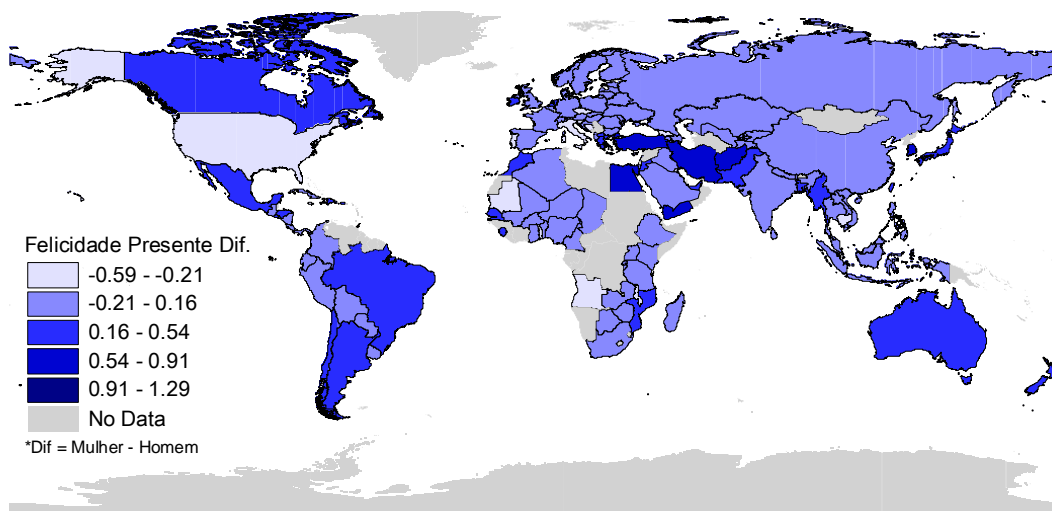 Felicidade Presente Dif.
-0.59 - -0.21
-0.21 - 0.16
0.16 - 0.54
0.54 - 0.91
0.91 - 1.29
No Data
*Dif = Mulher - Homem